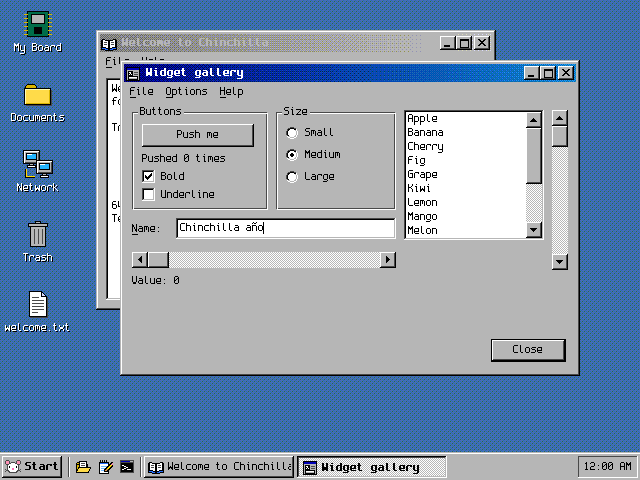 My Board
Documents
Network
Trash
welcome.txt
Welcome to Chinchilla
File Help
Widget gallery
File Options Help
Buttons
Push me
Pushed 0 times
Bold
Underline
Size
Small
Medium
Large
Apple
Banana
Cherry
Fig
Grape
Kiwi
Lemon
Mango
Melon
Name: Chinchilla año
Value: 0
Close
Start
Welcome to Chinchilla
Widget gallery
12:00 AM